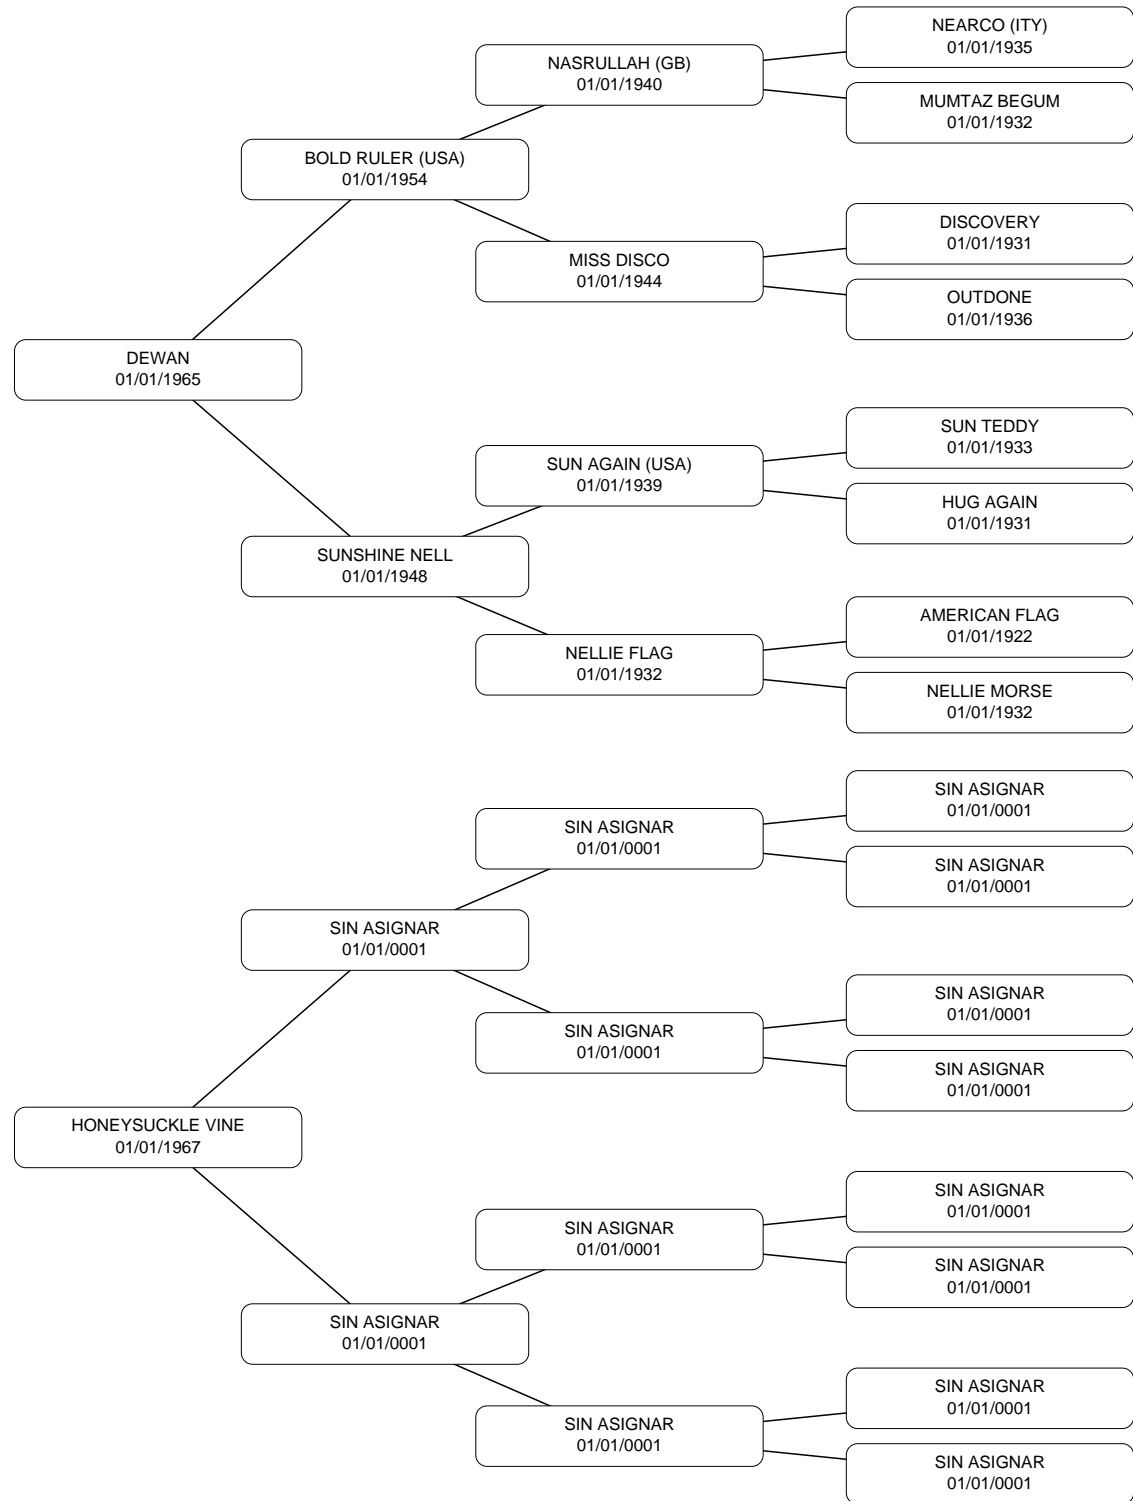 NEARCO (ITY)
01/01/1935
NASRULLAH (GB)
01/01/1940
MUMTAZ BEGUM
01/01/1932
BOLD RULER (USA)
01/01/1954
DISCOVERY
01/01/1931
MISS DISCO
01/01/1944
OUTDONE
01/01/1936
DEWAN
01/01/1965
SUN TEDDY
01/01/1933
SUN AGAIN (USA)
01/01/1939
HUG AGAIN
01/01/1931
SUNSHINE NELL
01/01/1948
AMERICAN FLAG
01/01/1922
NELLIE FLAG
01/01/1932
NELLIE MORSE
01/01/1932
SIN ASIGNAR
01/01/0001
SIN ASIGNAR
01/01/0001
SIN ASIGNAR
01/01/0001
SIN ASIGNAR
01/01/0001
SIN ASIGNAR
01/01/0001
SIN ASIGNAR
01/01/0001
SIN ASIGNAR
01/01/0001
HONEYSUCKLE VINE
01/01/1967
SIN ASIGNAR
01/01/0001
SIN ASIGNAR
01/01/0001
SIN ASIGNAR
01/01/0001
SIN ASIGNAR
01/01/0001
SIN ASIGNAR
01/01/0001
SIN ASIGNAR
01/01/0001
SIN ASIGNAR
01/01/0001